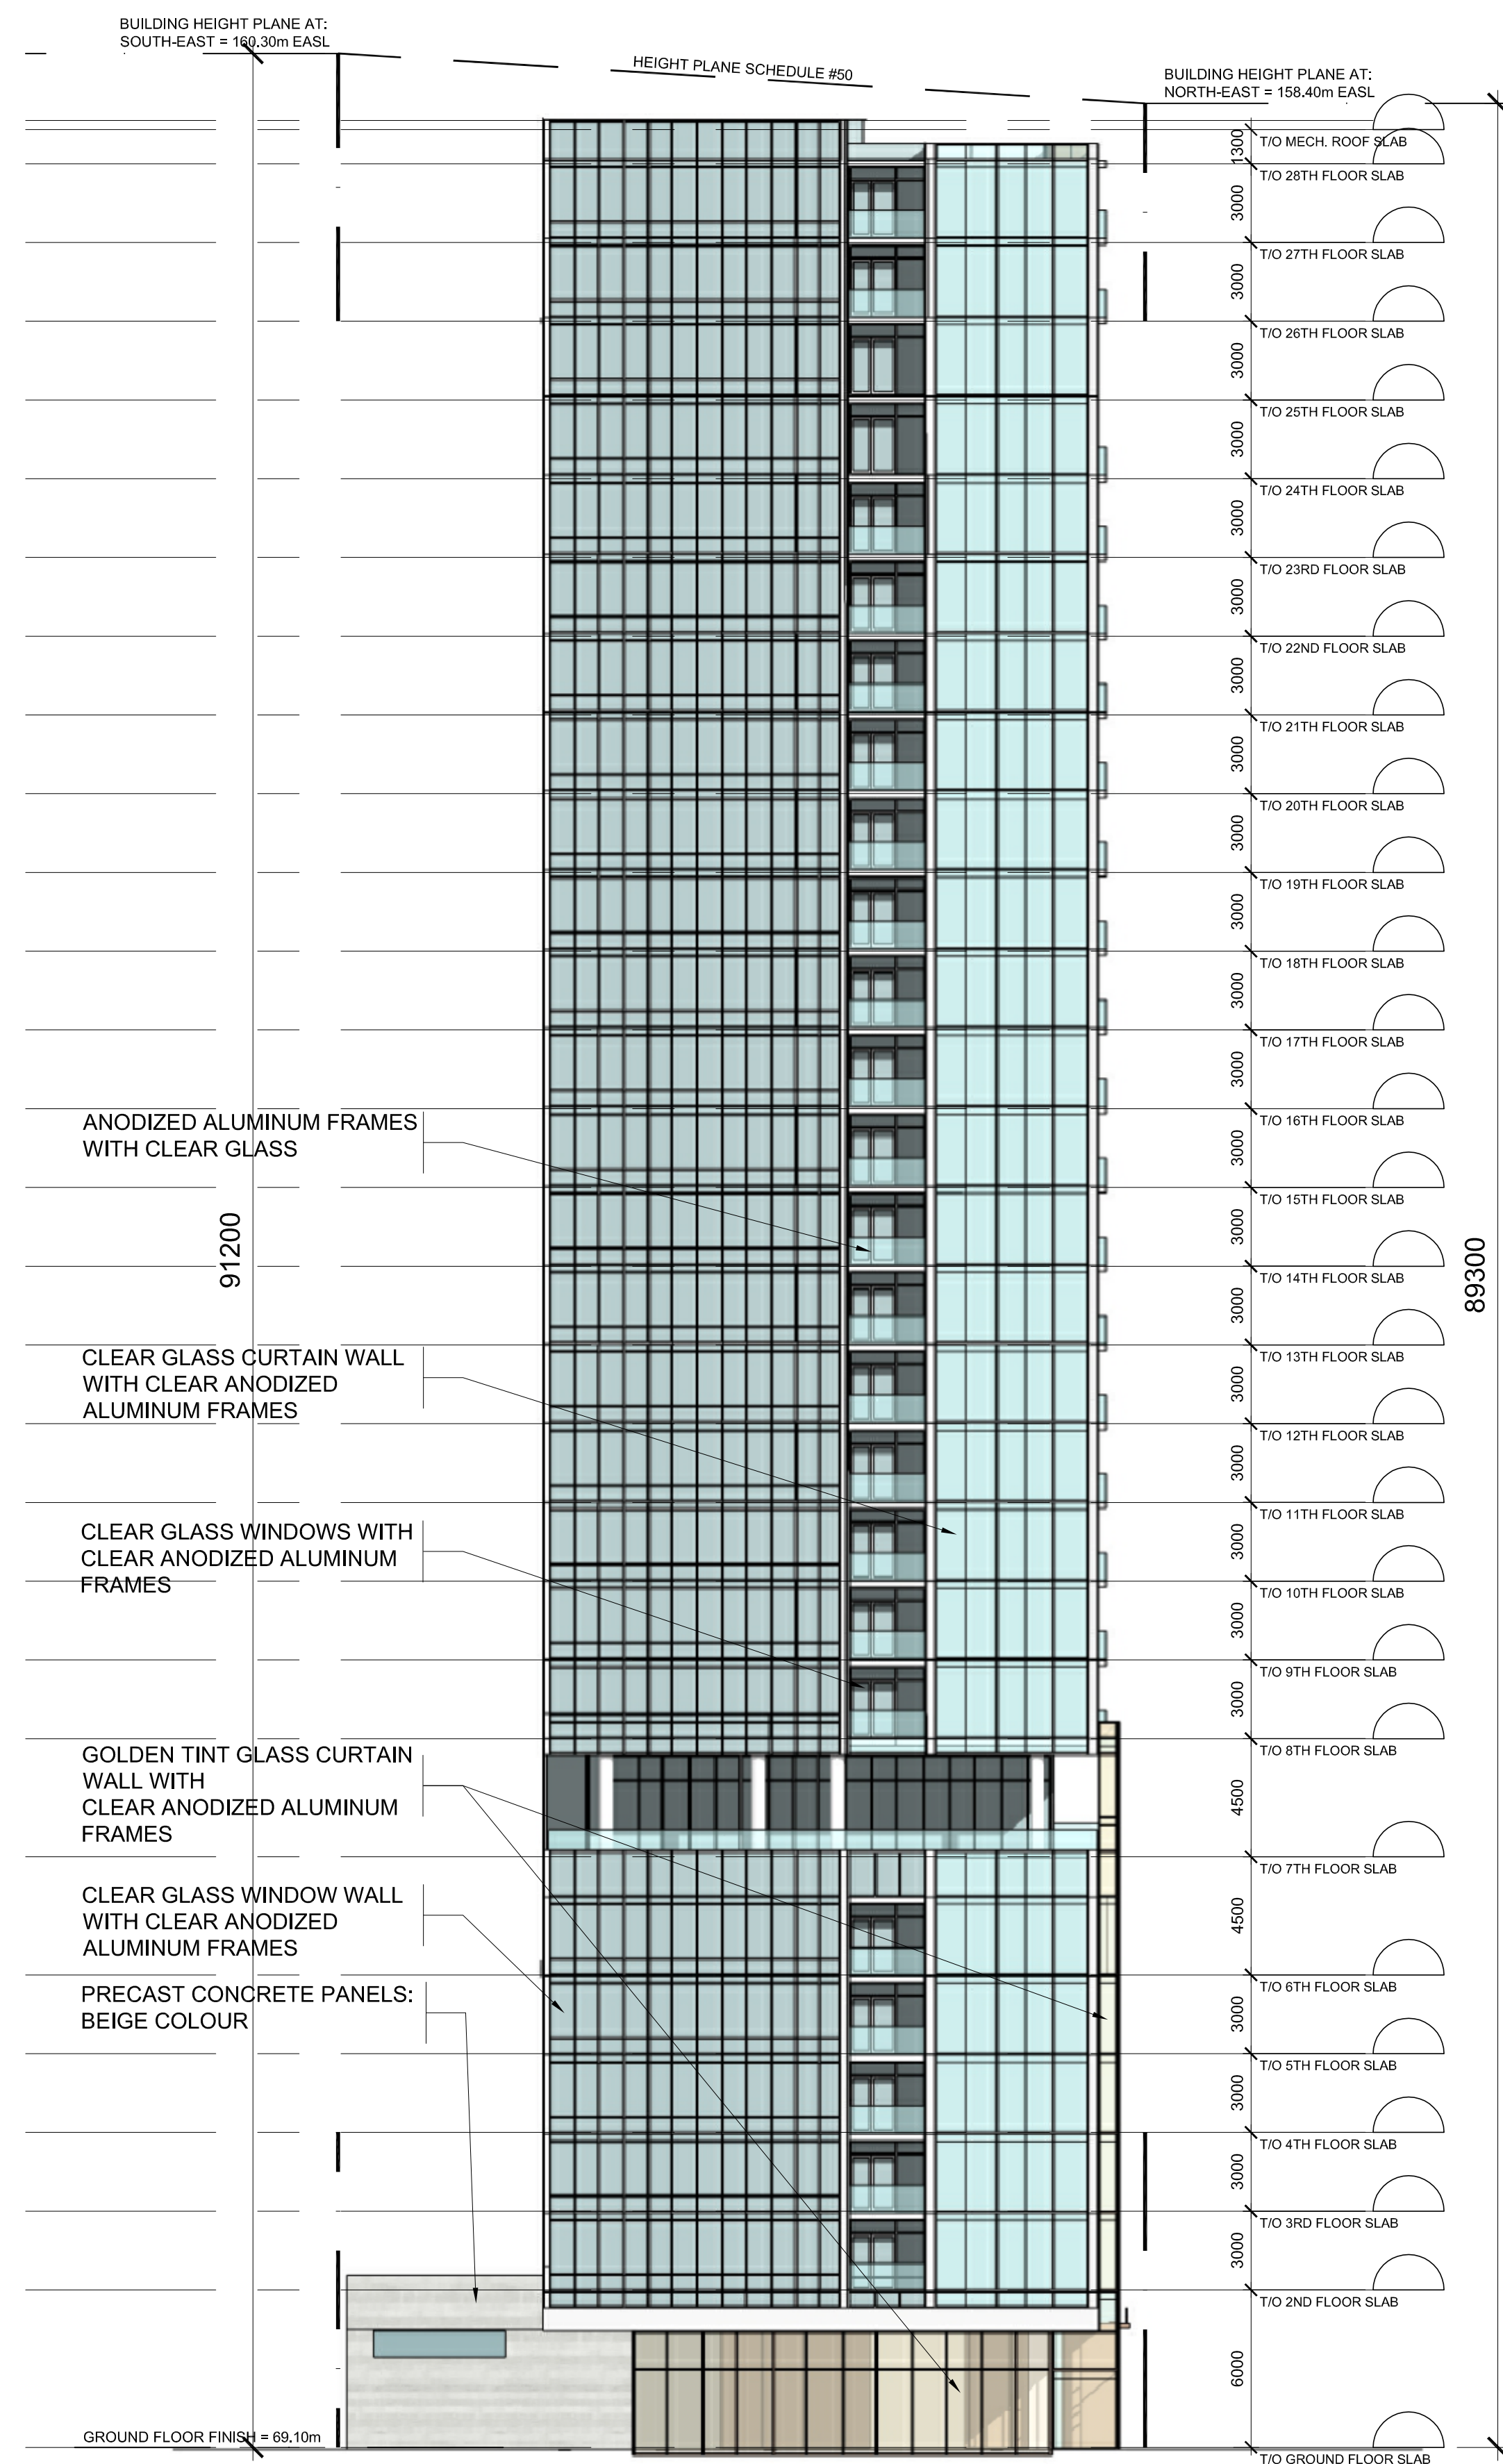 BUILDING HEIGHT PLANE AT:
SOUTH-EAST = 160.30m EASL
HEIGHT PLANE SCHEDULE #50
BUILDING HEIGHT PLANE AT:
NORTH-EAST = 158.40m EASL
1300
T/O MECH. ROOF SLAB
T/O 28TH FLOOR SLAB
3000
T/O 27TH FLOOR SLAB
3000
T/O 26TH FLOOR SLAB
3000
T/O 25TH FLOOR SLAB
3000
T/O 24TH FLOOR SLAB
3000
T/O 23RD FLOOR SLAB
3000
T/O 22ND FLOOR SLAB
3000
T/O 21TH FLOOR SLAB
3000
T/O 20TH FLOOR SLAB
3000
T/O 19TH FLOOR SLAB
3000
T/O 18TH FLOOR SLAB
3000
T/O 17TH FLOOR SLAB
3000
T/O 16TH FLOOR SLAB
3000
T/O 15TH FLOOR SLAB
3000
T/O 14TH FLOOR SLAB
3000
T/O 13TH FLOOR SLAB
3000
T/O 12TH FLOOR SLAB
3000
T/O 11TH FLOOR SLAB
3000
T/O 10TH FLOOR SLAB
3000
T/O 9TH FLOOR SLAB
3000
T/O 8TH FLOOR SLAB
4500
T/O 7TH FLOOR SLAB
4500
T/O 6TH FLOOR SLAB
3000
T/O 5TH FLOOR SLAB
3000
T/O 4TH FLOOR SLAB
3000
T/O 3RD FLOOR SLAB
3000
T/O 2ND FLOOR SLAB
6000
T/O GROUND FLOOR SLAB
89300
ANODIZED ALUMINUM FRAMES
WITH CLEAR GLASS
91200
CLEAR GLASS CURTAIN WALL
WITH CLEAR ANODIZED
ALUMINUM FRAMES
CLEAR GLASS WINDOWS WITH
CLEAR ANODIZED ALUMINUM
FRAMES
GOLDEN TINT GLASS CURTAIN
WALL WITH
CLEAR ANODIZED ALUMINUM
FRAMES
CLEAR GLASS WINDOW WALL
WITH CLEAR ANODIZED
ALUMINUM FRAMES
PRECAST CONCRETE PANELS:
BEIGE COLOUR
GROUND FLOOR FINISH = 69.10m